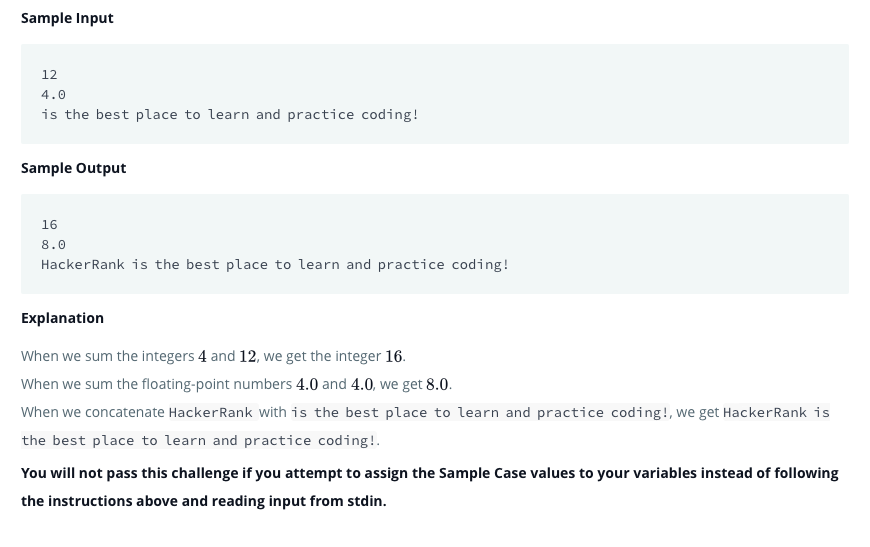 Sample Input
12
4.0
is the best place to learn and practice coding!
Sample Output
16
8.0
HackerRank is the best place to learn and practice coding!
Explanation
When we sum the integers 4 and 12, we get the integer 16.
When we sum the floating-point numbers 4.0 and 4.0, we get 8.0.
When we concatenate HackerRank with is the best place to learn and practice coding!, we get HackerRank is
the best place to learn and practice coding!.
You will not pass this challenge if you attempt to assign the Sample Case values to your variables instead of following
the instructions above and reading input from stdin.